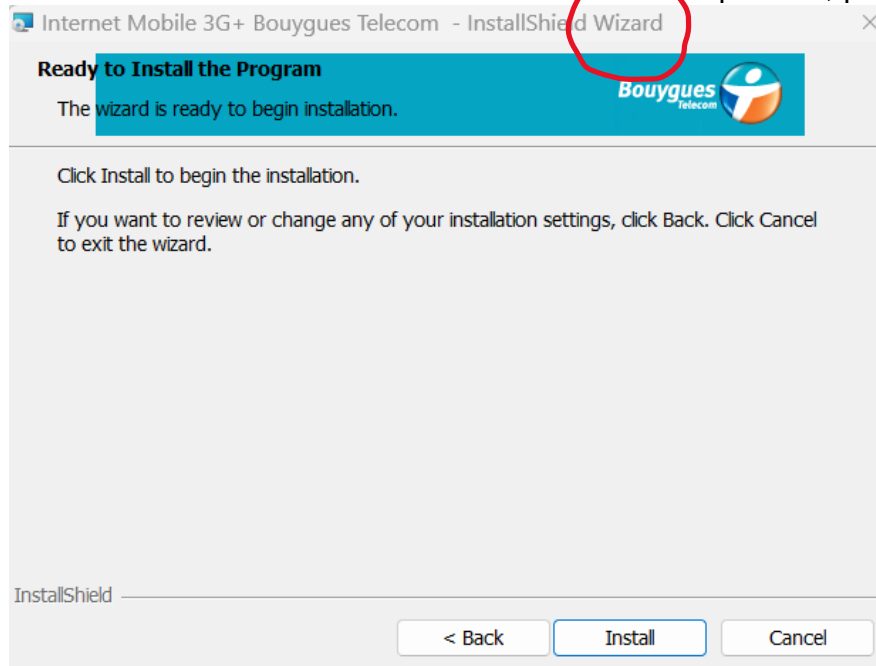 Internet Mobile 3G+ Bouygues Telecom - InstallShield Wizard
Ready to Install the Program
The wizard is ready to begin installation.
Bouygues
Telecom
Click Install to begin the installation.
If you want to review or change any of your installation settings, click Back. Click Cancel
to exit the wizard.
InstallShield
< Back
Install
Cancel